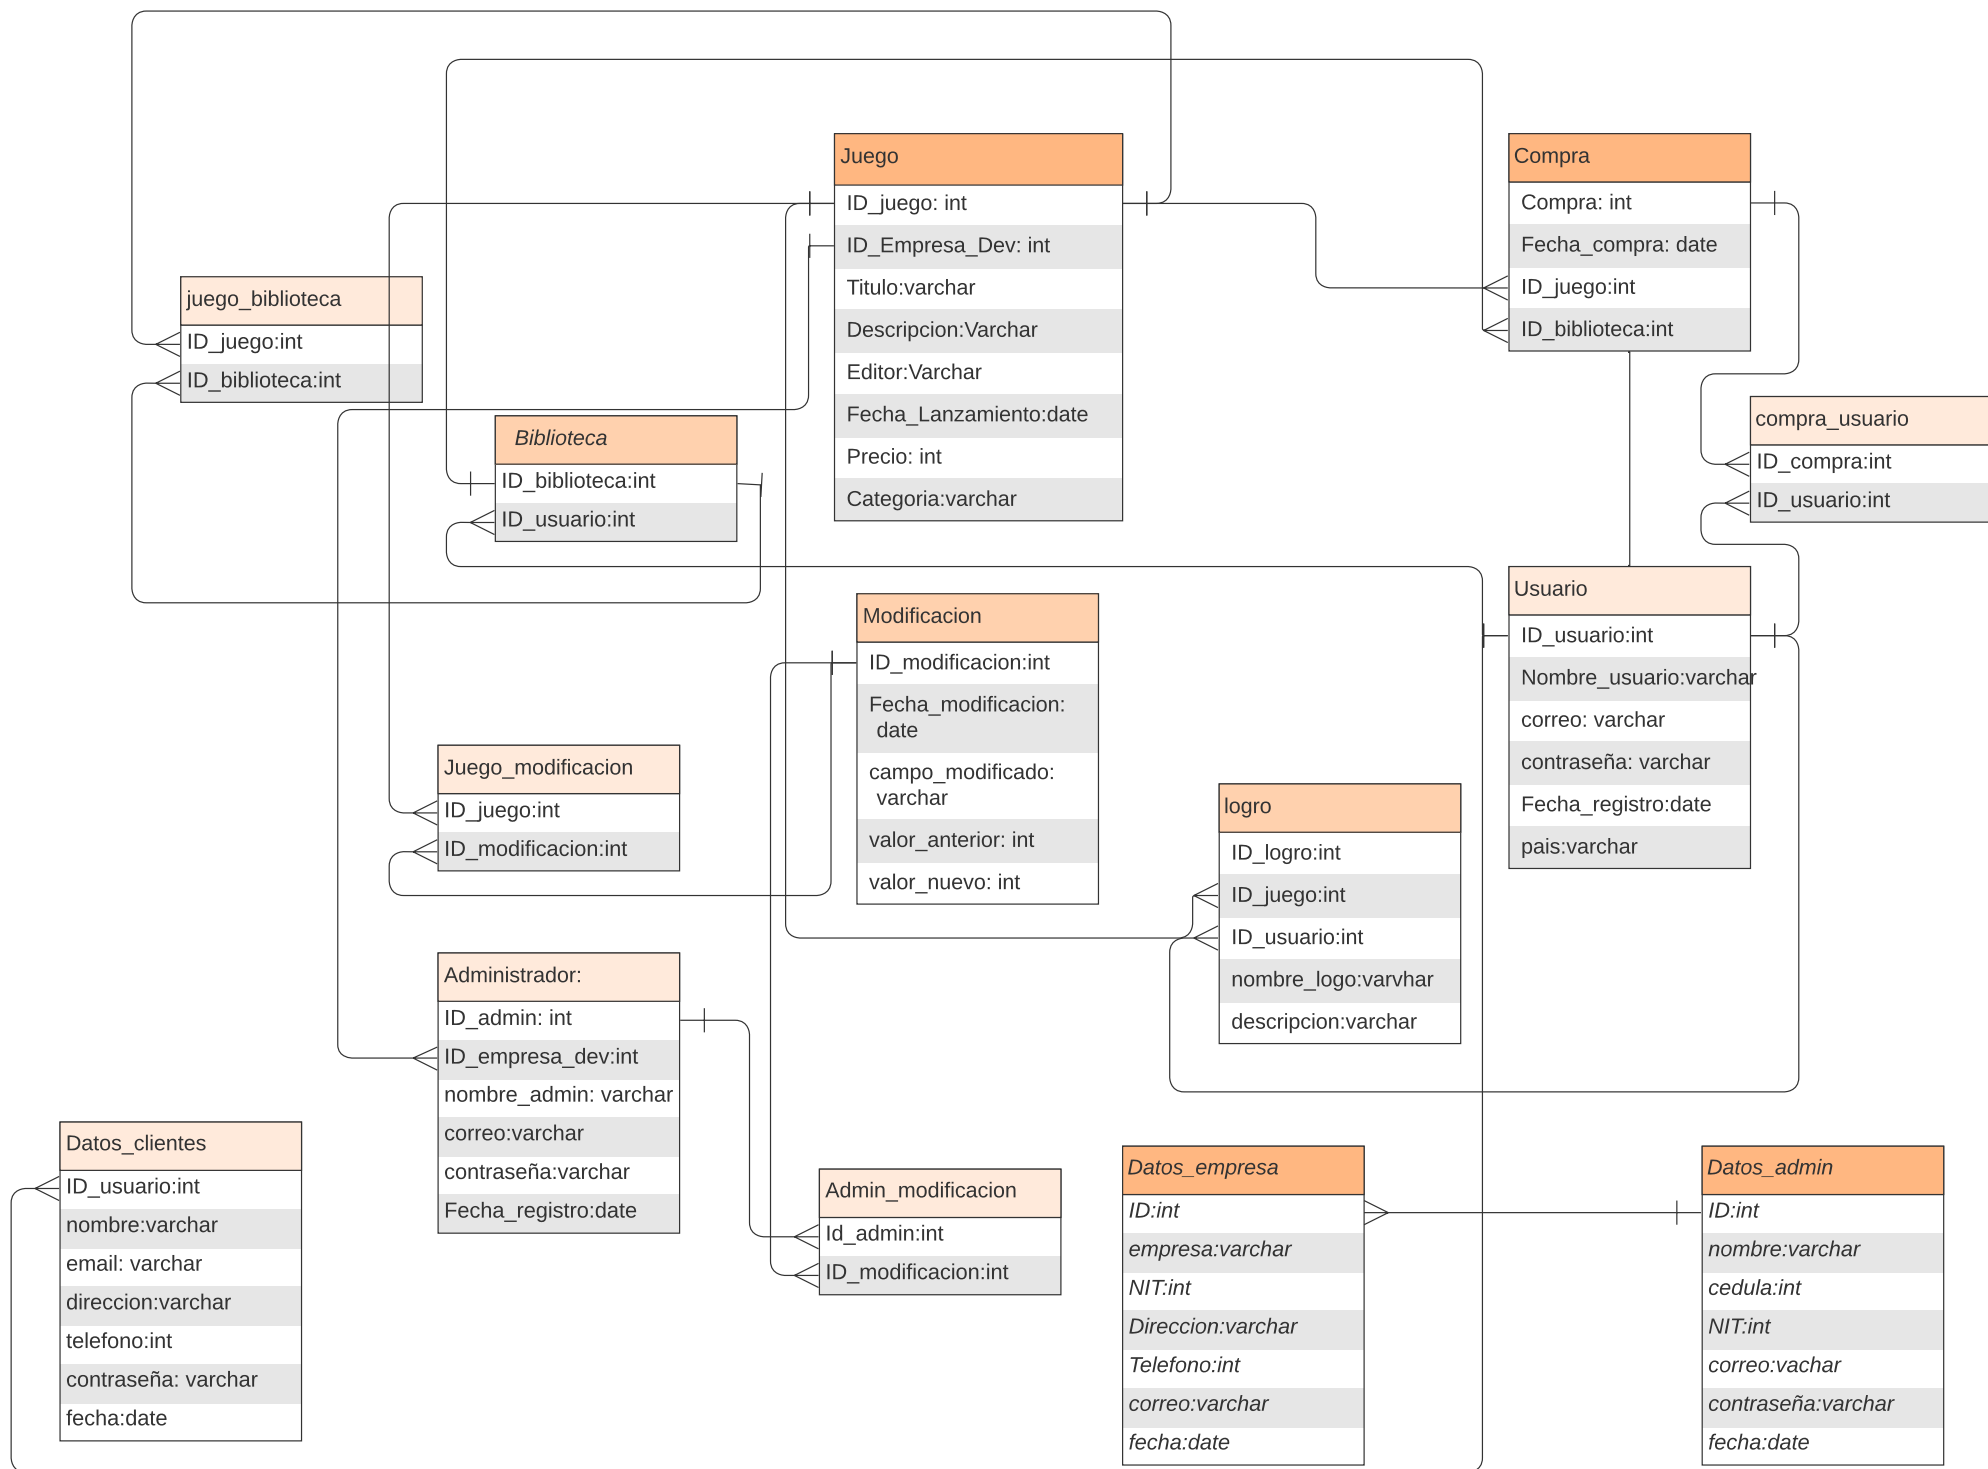 Juego
ID_juego: int
ID_Empresa_Dev: int
Titulo:varchar
Descripcion:Varchar
Editor:Varchar
Fecha_Lanzamiento:date
Precio: int
Categoria:varchar
Compra
Compra: int
Fecha_compra: date
ID_juego:int
ID_biblioteca:int
juego_biblioteca
ID_juego:int
ID_biblioteca:int
Biblioteca
ID_biblioteca:int
ID_usuario:int
compra_usuario
ID_compra:int
ID_usuario:int
Usuario
ID_usuario:int
Nombre_usuario:varchar
correo: varchar
contraseña: varchar
Fecha_registro:date
pais:varchar
Modificacion
ID_modificacion:int
Fecha_modificacion:
date
campo_modificado:
varchar
valor_anterior: int
valor_nuevo: int
Juego_modificacion
ID_juego:int
ID_modificacion:int
logro
ID_logro:int
ID_juego:int
ID_usuario:int
nombre_logo:varvhar
descripcion:varchar
Administrador:
ID_admin: int
ID_empresa_dev:int
nombre_admin: varchar
correo:varchar
contraseña:varchar
Fecha_registro:date
Datos_clientes
ID_usuario:int
nombre:varchar
email: varchar
direccion:varchar
telefono:int
contraseña: varchar
fecha:date
Admin_modificacion
Id_admin:int
ID_modificacion:int
Datos_empresa
ID:int
empresa:varchar
NIT:int
Direccion:varchar
Telefono:int
correo:varchar
fecha:date
Datos_admin
ID:int
nombre:varchar
cedula:int
NIT:int
correo:vachar
contraseña:varchar
fecha:date